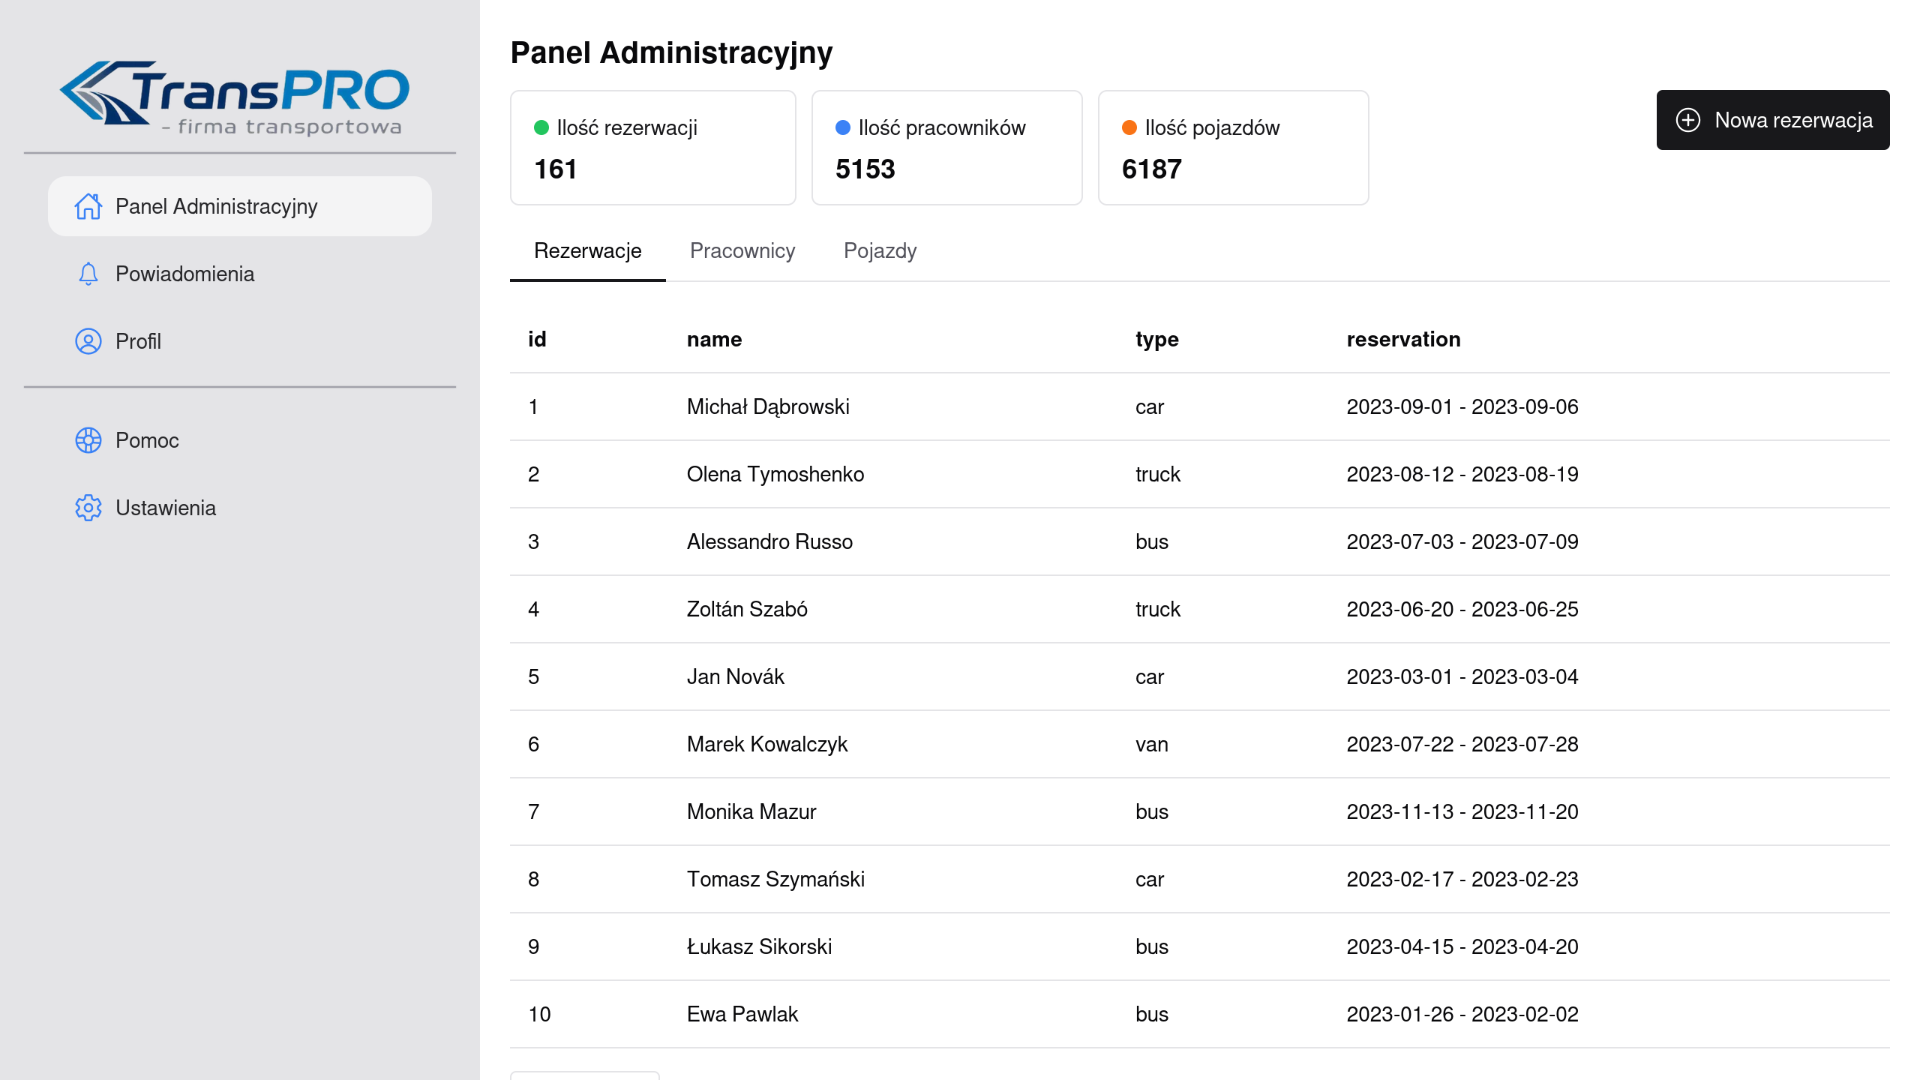 TransPRO
- firma transportowa
Panel Administracyjny
Powiadomienia
Profil
Pomoc
Ustawienia
Panel Administracyjny
Ilość rezerwacji
161
Ilość pracowników
5153
Ilość pojazdów
6187
Nowa rezerwacja
Rezerwacje Pracownicy Pojazdy
id name type reservation
1 Michał Dąbrowski car 2023-09-01 - 2023-09-06
2 Olena Tymoshenko truck 2023-08-12 - 2023-08-19
3 Alessandro Russo bus 2023-07-03 - 2023-07-09
4 Zoltán Szabó truck 2023-06-20 - 2023-06-25
5 Jan Novák car 2023-03-01 - 2023-03-04
6 Marek Kowalczyk van 2023-07-22 - 2023-07-28
7 Monika Mazur bus 2023-11-13 - 2023-11-20
8 Tomasz Szymański car 2023-02-17 - 2023-02-23
9 Łukasz Sikorski bus 2023-04-15 - 2023-04-20
10 Ewa Pawlak bus 2023-01-26 - 2023-02-02